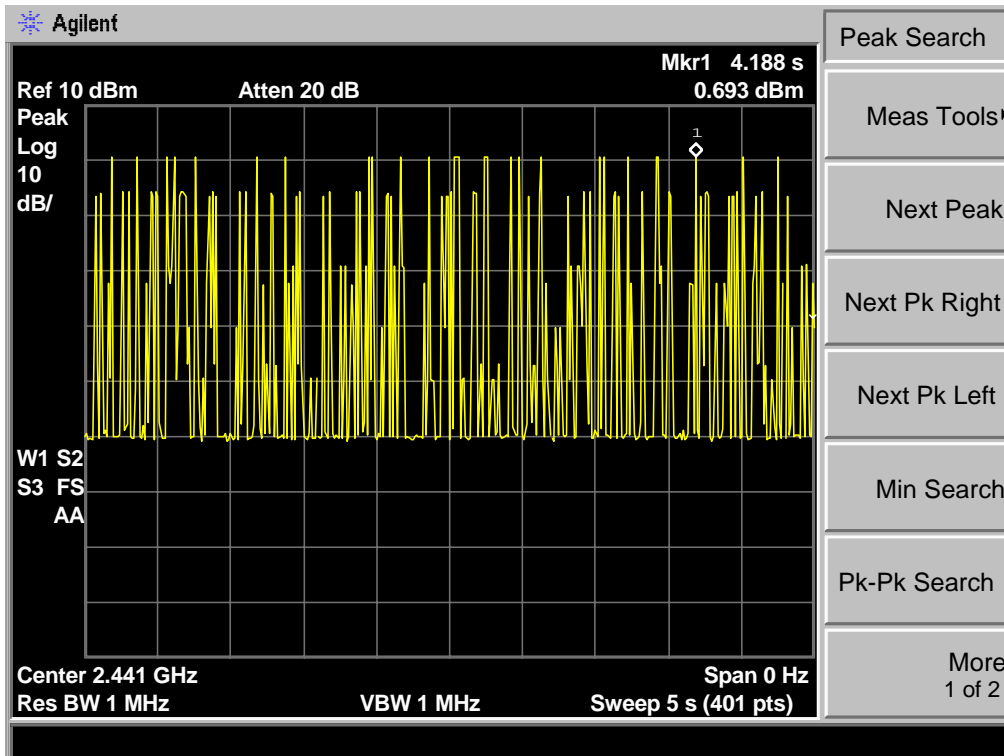 Agilent
Peak Search
Mkr1 4.188 s
Ref 10 dBm Atten 20 dB 0.693 dBm
Peak
Log
10
dB/
1
W1 S2
S3 FS
AA
Center 2.441 GHz Span 0 Hz
Res BW 1 MHz VBW 1 MHz Sweep 5 s (401 pts)
Meas Tools
Next Peak
Next Pk Right
Next Pk Left
Min Search
Pk-Pk Search
More
1 of 2